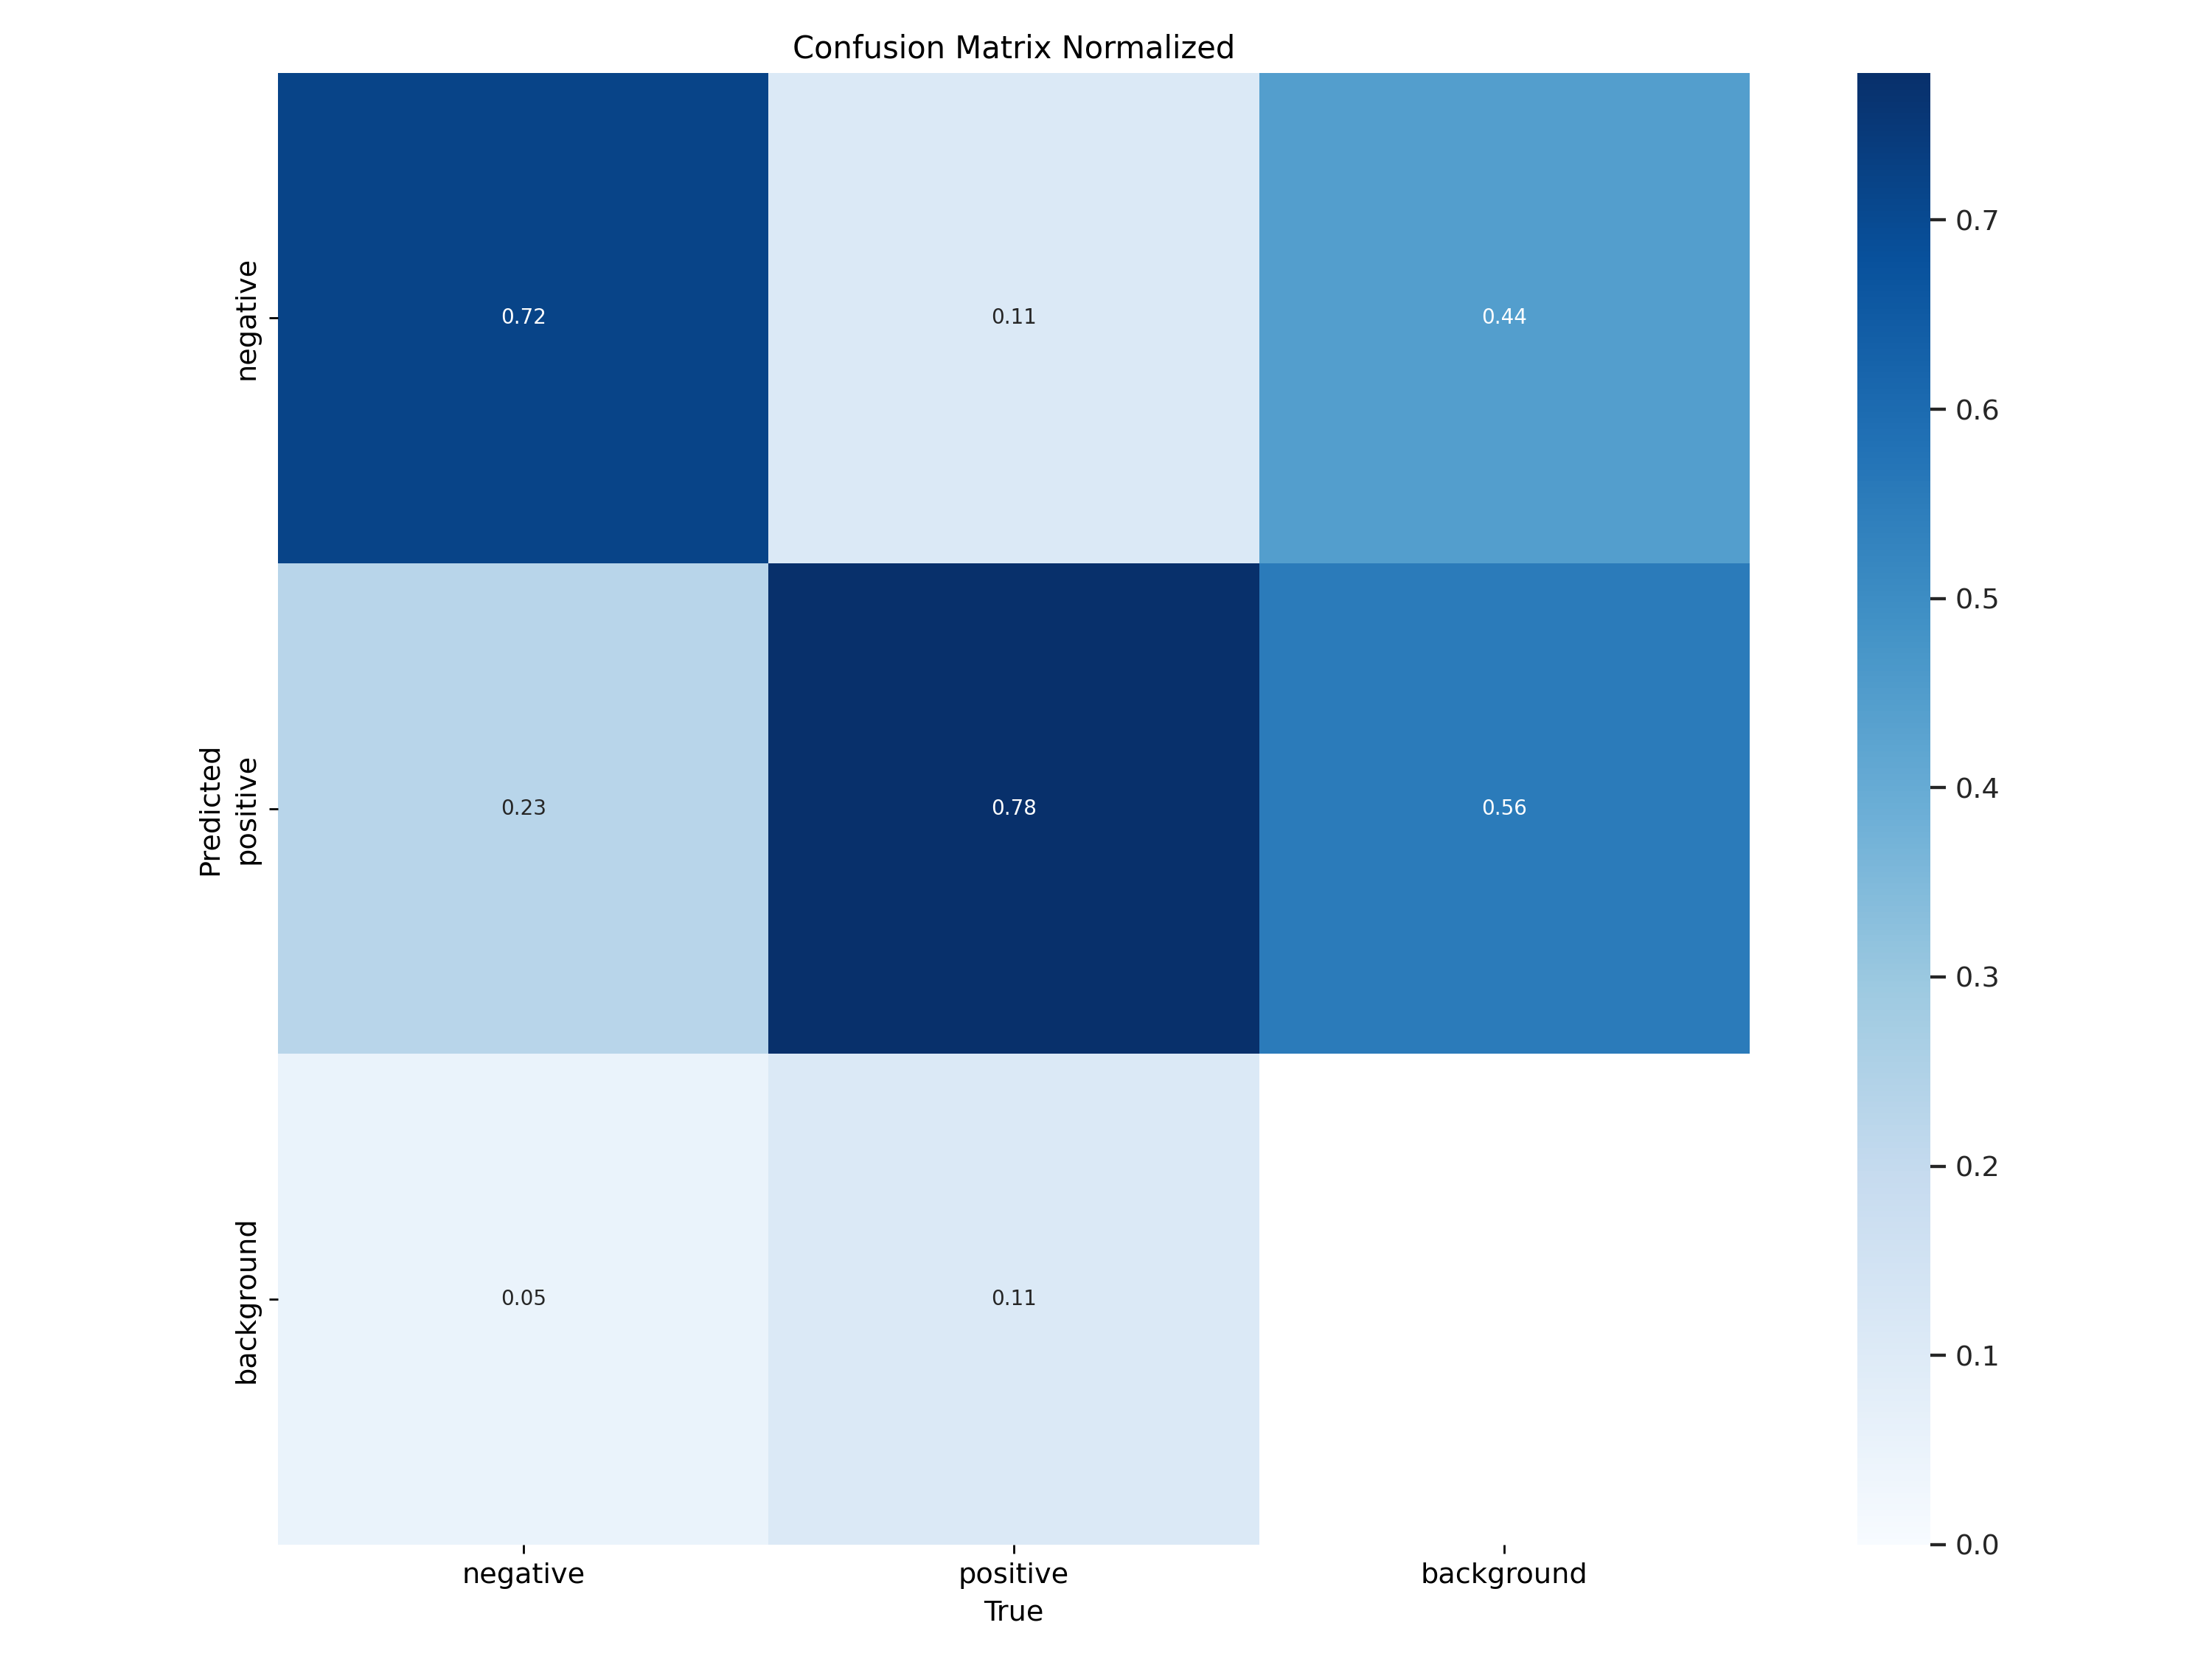 Confusion Matrix Normalized
negative
0.72
0.11
0.44
Predicted
positive
0.23
0.78
0.56
background
0.05
0.11
negative
positive
background
True
0.7
0.6
0.5
0.4
0.3
0.2
0.1
0.0